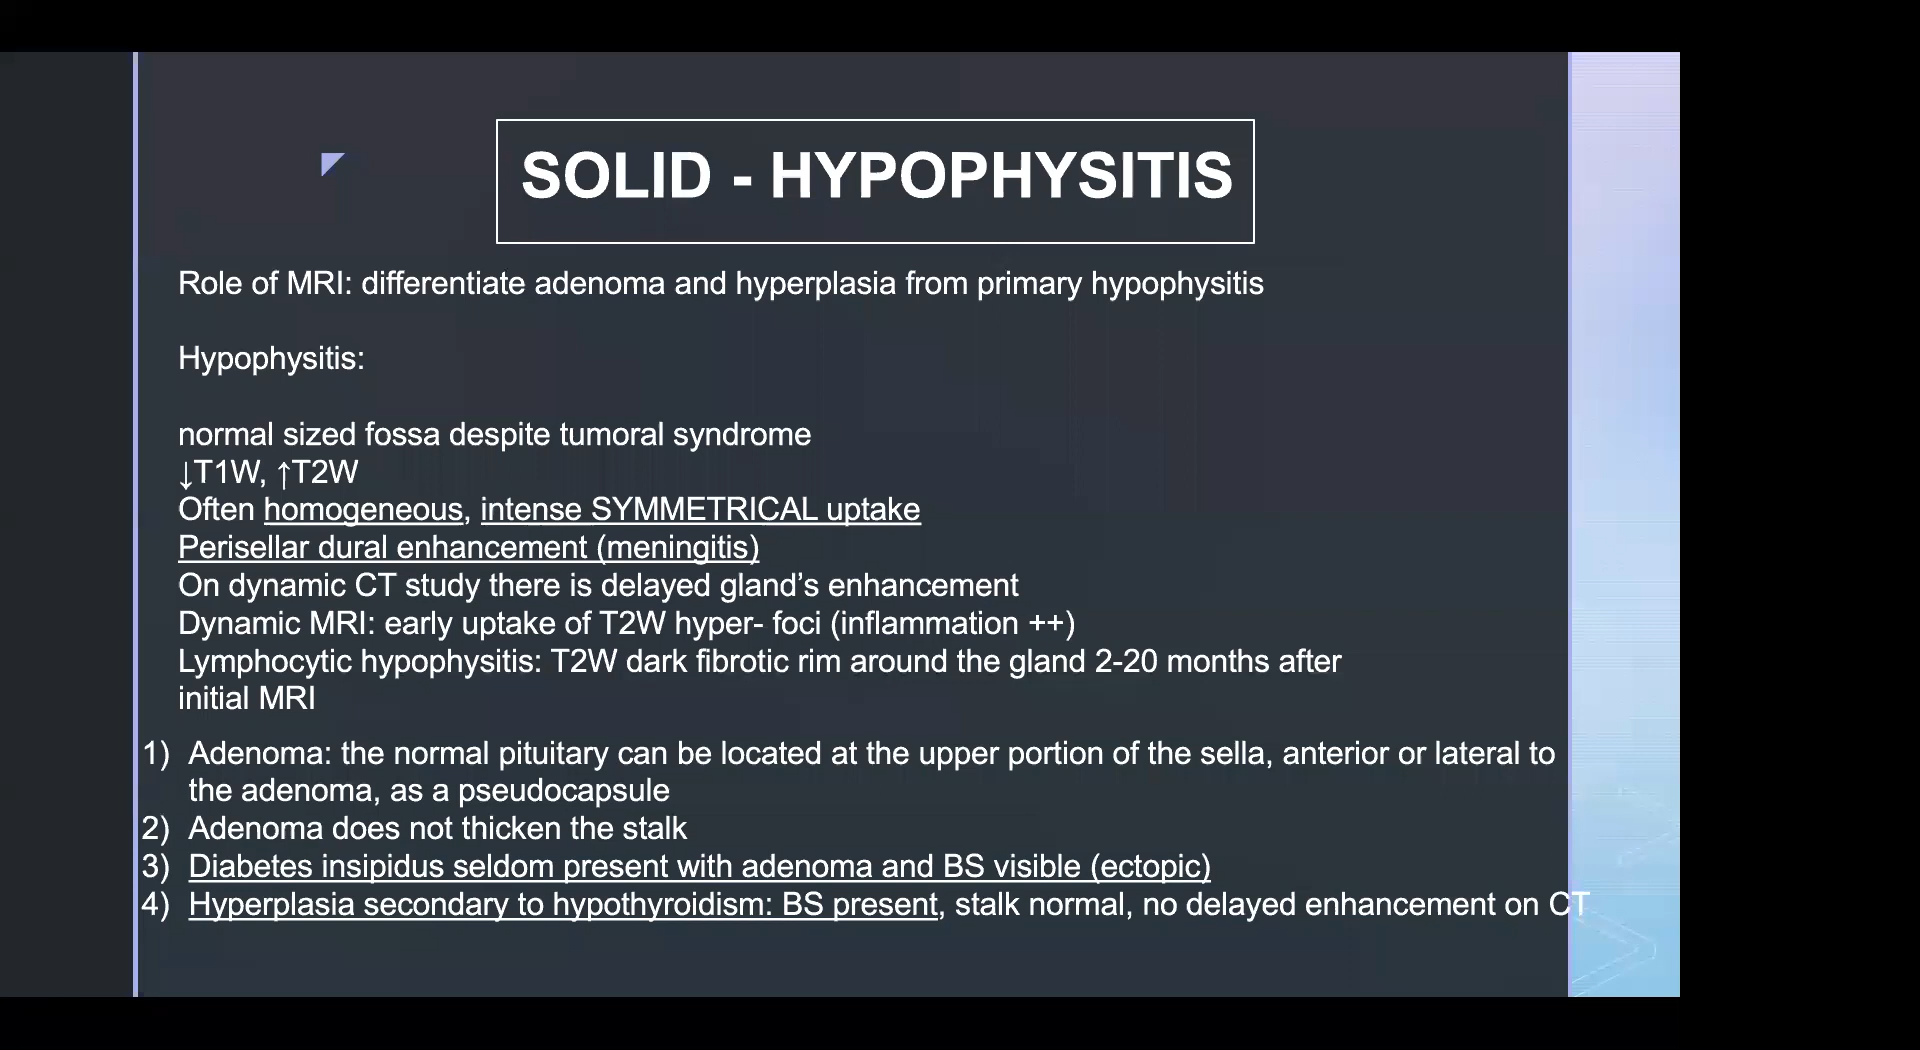 SOLID - HYPOPHYSITIS
Role of MRI: differentiate adenoma and hyperplasia from primary hypophysitis
Hypophysitis:
normal sized fossa despite tumoral syndrome
↓T1W, ↑T2W
Often homogeneous, intense SYMMETRICAL uptake
Perisellar dural enhancement (meningitis)
On dynamic CT study there is delayed gland’s enhancement
Dynamic MRI: early uptake of T2W hyper- foci (inflammation ++)
Lymphocytic hypophysitis: T2W dark fibrotic rim around the gland 2-20 months after
initial MRI
1) Adenoma: the normal pituitary can be located at the upper portion of the sella, anterior or lateral to
the adenoma, as a pseudocapsule
2) Adenoma does not thicken the stalk
3) Diabetes insipidus seldom present with adenoma and BS visible (ectopic)
4) Hyperplasia secondary to hypothyroidism: BS present, stalk normal, no delayed enhancement on CT